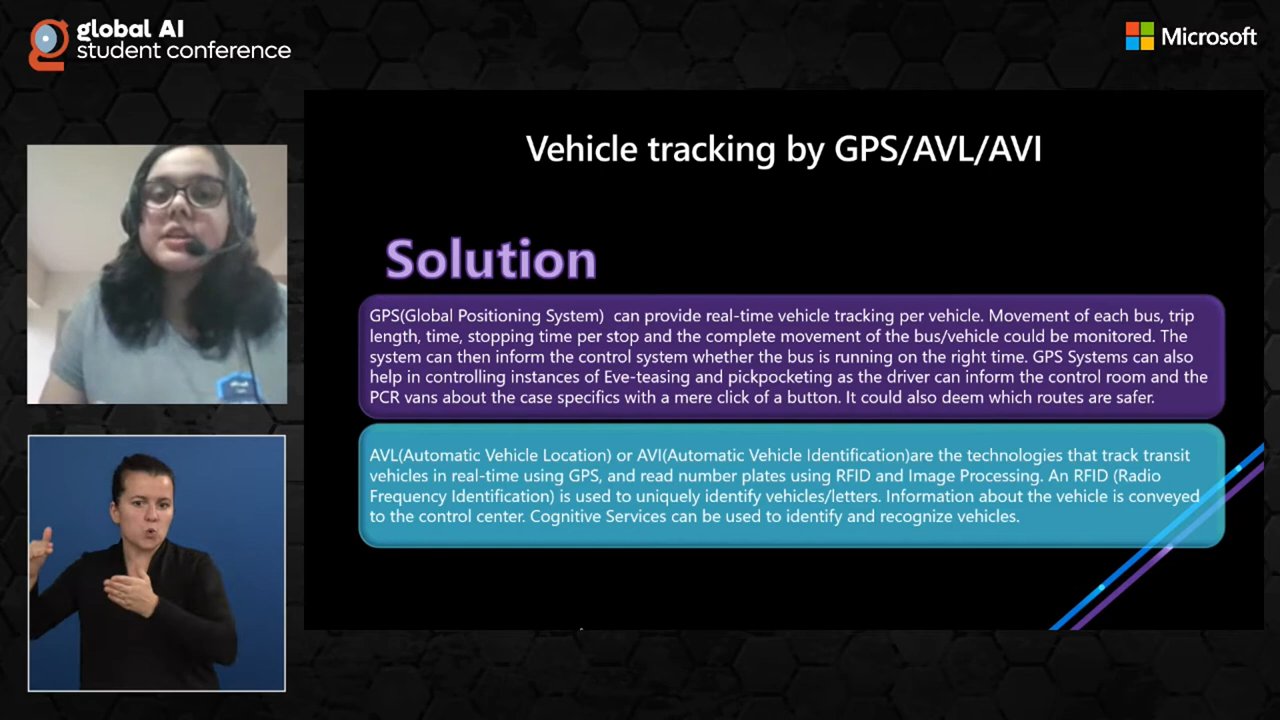 global AI
student conference
Microsoft
Vehicle tracking by GPS/AVL/AVI
Solution
GPS(Global Positioning System)  can provide real-time vehicle tracking per vehicle. Movement of each bus, trip
length, time, stopping time per stop and the complete movement of the bus/vehicle could be monitored. The
system can then inform the control system whether the bus is running on the right time. GPS Systems can also
help in controlling instances of Eve-teasing and pickpocketing as the driver can inform the control room and the
PCR vans about the case specifics with a mere click of a button. It could also deem which routes are safer.
AVL(Automatic Vehicle Location) or AVI(Automatic Vehicle Identification)are the technologies that track transit
vehicles in real-time using GPS, and read number plates using RFID and Image Processing. An RFID (Radio
Frequency Identification) is used to uniquely identify vehicles/letters. Information about the vehicle is conveyed
to the control center. Cognitive Services can be used to identify and recognize vehicles.